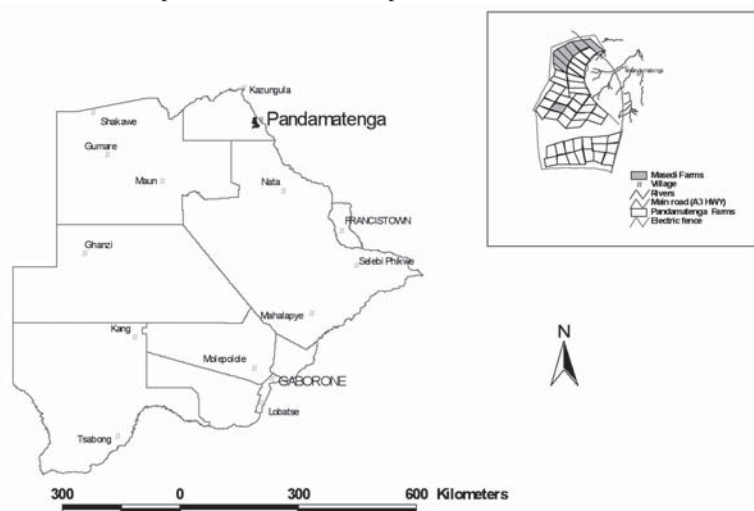 Kazungula
Pandamatenga
Shakawe
Gumare
Maun
Nata
FRANCISTOWN
Ghanzi
Selebi Phikwe
Mahalapye
Kang
Molepolole
GABORONE
Lobatse
Tsabong
N
300 0 300 600 Kilometers
Masedi Farms
Village
Rivers
Main road (A3 HWY)
Pandamatenga Farms
Electric fence